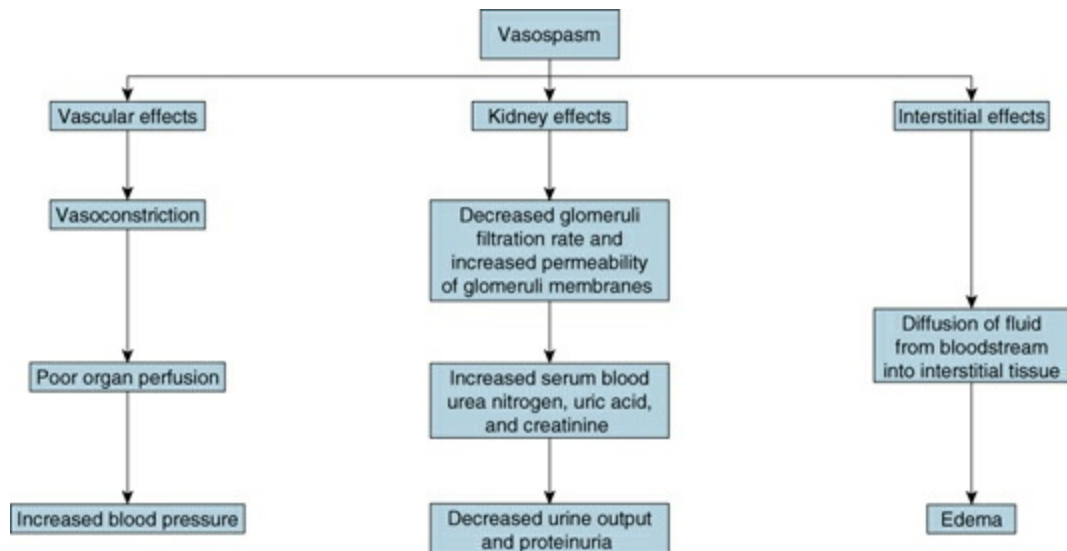 Vasospasm
Vascular effects
Kidney effects
Interstitial effects
Vasoconstriction
Decreased glomeruli
filtration rate and
increased permeability
of glomeruli membranes
Diffusion of fluid
from bloodstream
into interstitial tissue
Poor organ perfusion
Increased serum blood
urea nitrogen, uric acid,
and creatinine
Increased blood pressure
Decreased urine output
and proteinuria
Edema